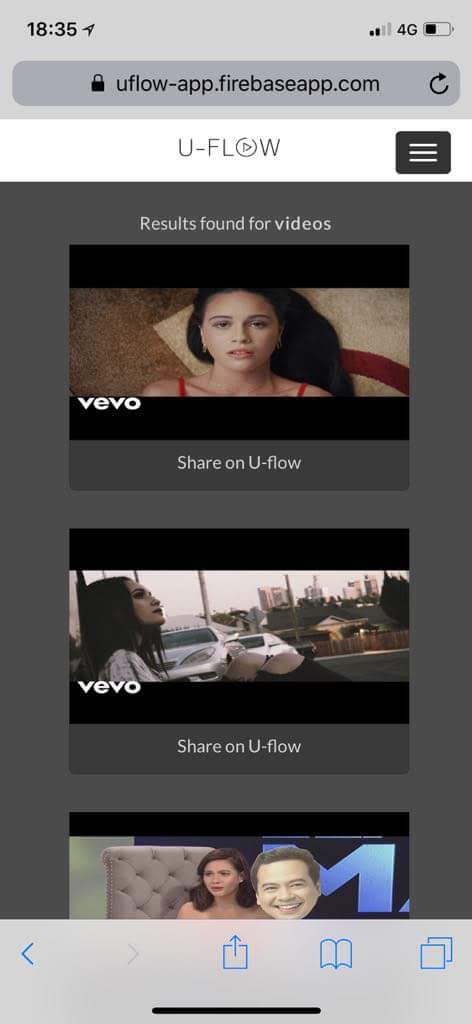 18:35
4G
uflow-app.firebaseapp.com
U-FLOW
Results found for videos
vevo
Share on U-flow
vevo
Share on U-flow
M